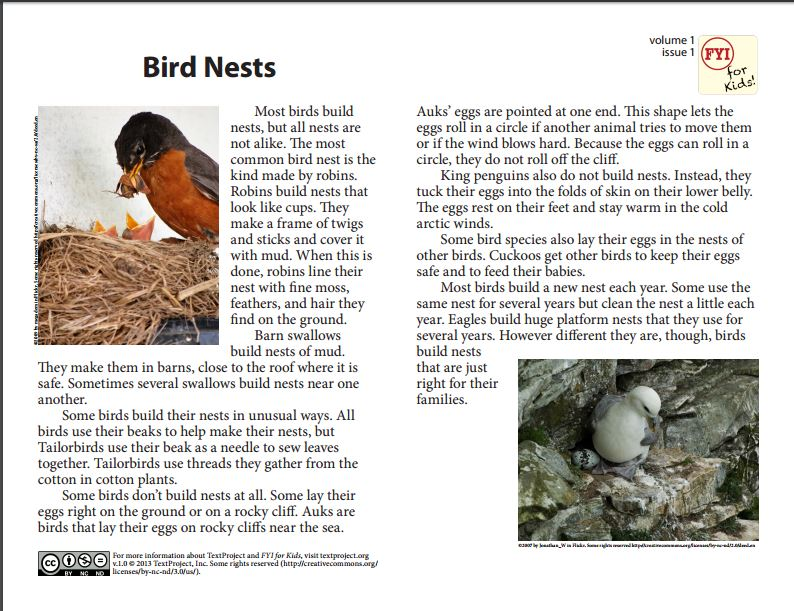 volume 1
issue 1
FYI
for
Kids!
Bird Nests
Most birds build
nests, but all nests are
not alike. The most
common bird nest is the
kind made by robins.
Robins build nests that
look like cups. They
make a frame of twigs
and sticks and cover it
with mud. When this is
done, robins line their
nest with fine moss,
feathers, and hair they
find on the ground.
Barn swallows
build nests of mud.
They make them in barns, close to the roof where it is
safe. Sometimes several swallows build nests near one
another.
Some birds build their nests in unusual ways. All
birds use their beaks to help make their nests, but
Tailorbirds use their beak as a needle to sew leaves
together. Tailorbirds use threads they gather from the
cotton in cotton plants.
Some birds don't build nests at all. Some lay their
eggs right on the ground or on a rocky cliff. Auks are
birds that lay their eggs on rocky cliffs near the sea.
Auks' eggs are pointed at one end. This shape lets the
eggs roll in a circle if another animal tries to move them
or if the wind blows hard. Because the eggs can roll in a
circle, they do not roll off the cliff.
King penguins also do not build nests. Instead, they
tuck their eggs into the folds of skin on their lower belly.
The eggs rest on their feet and stay warm in the cold
arctic winds.
Some bird species also lay their eggs in the nests of
other birds. Cuckoos get other birds to keep their eggs
safe and to feed their babies.
Most birds build a new nest each year. Some use the
same nest for several years but clean the nest a little each
year. Eagles build huge platform nests that they use for
several years. However different they are, though, birds
build nests
that are just
right for their
families.
©2007 by Jonathan_W in Flickr. Some rights reserved http://creativecommons.org/licenses/by-nc-nd/2.0/deed.en
cc
BY NC ND
For more information about TextProject and FYI for Kids, visit textproject.org
v.1.0 © 2013 TextProject, Inc. Some rights reserved (http://creativecommons.org/
licenses/by-nc-nd/3.0/us/).